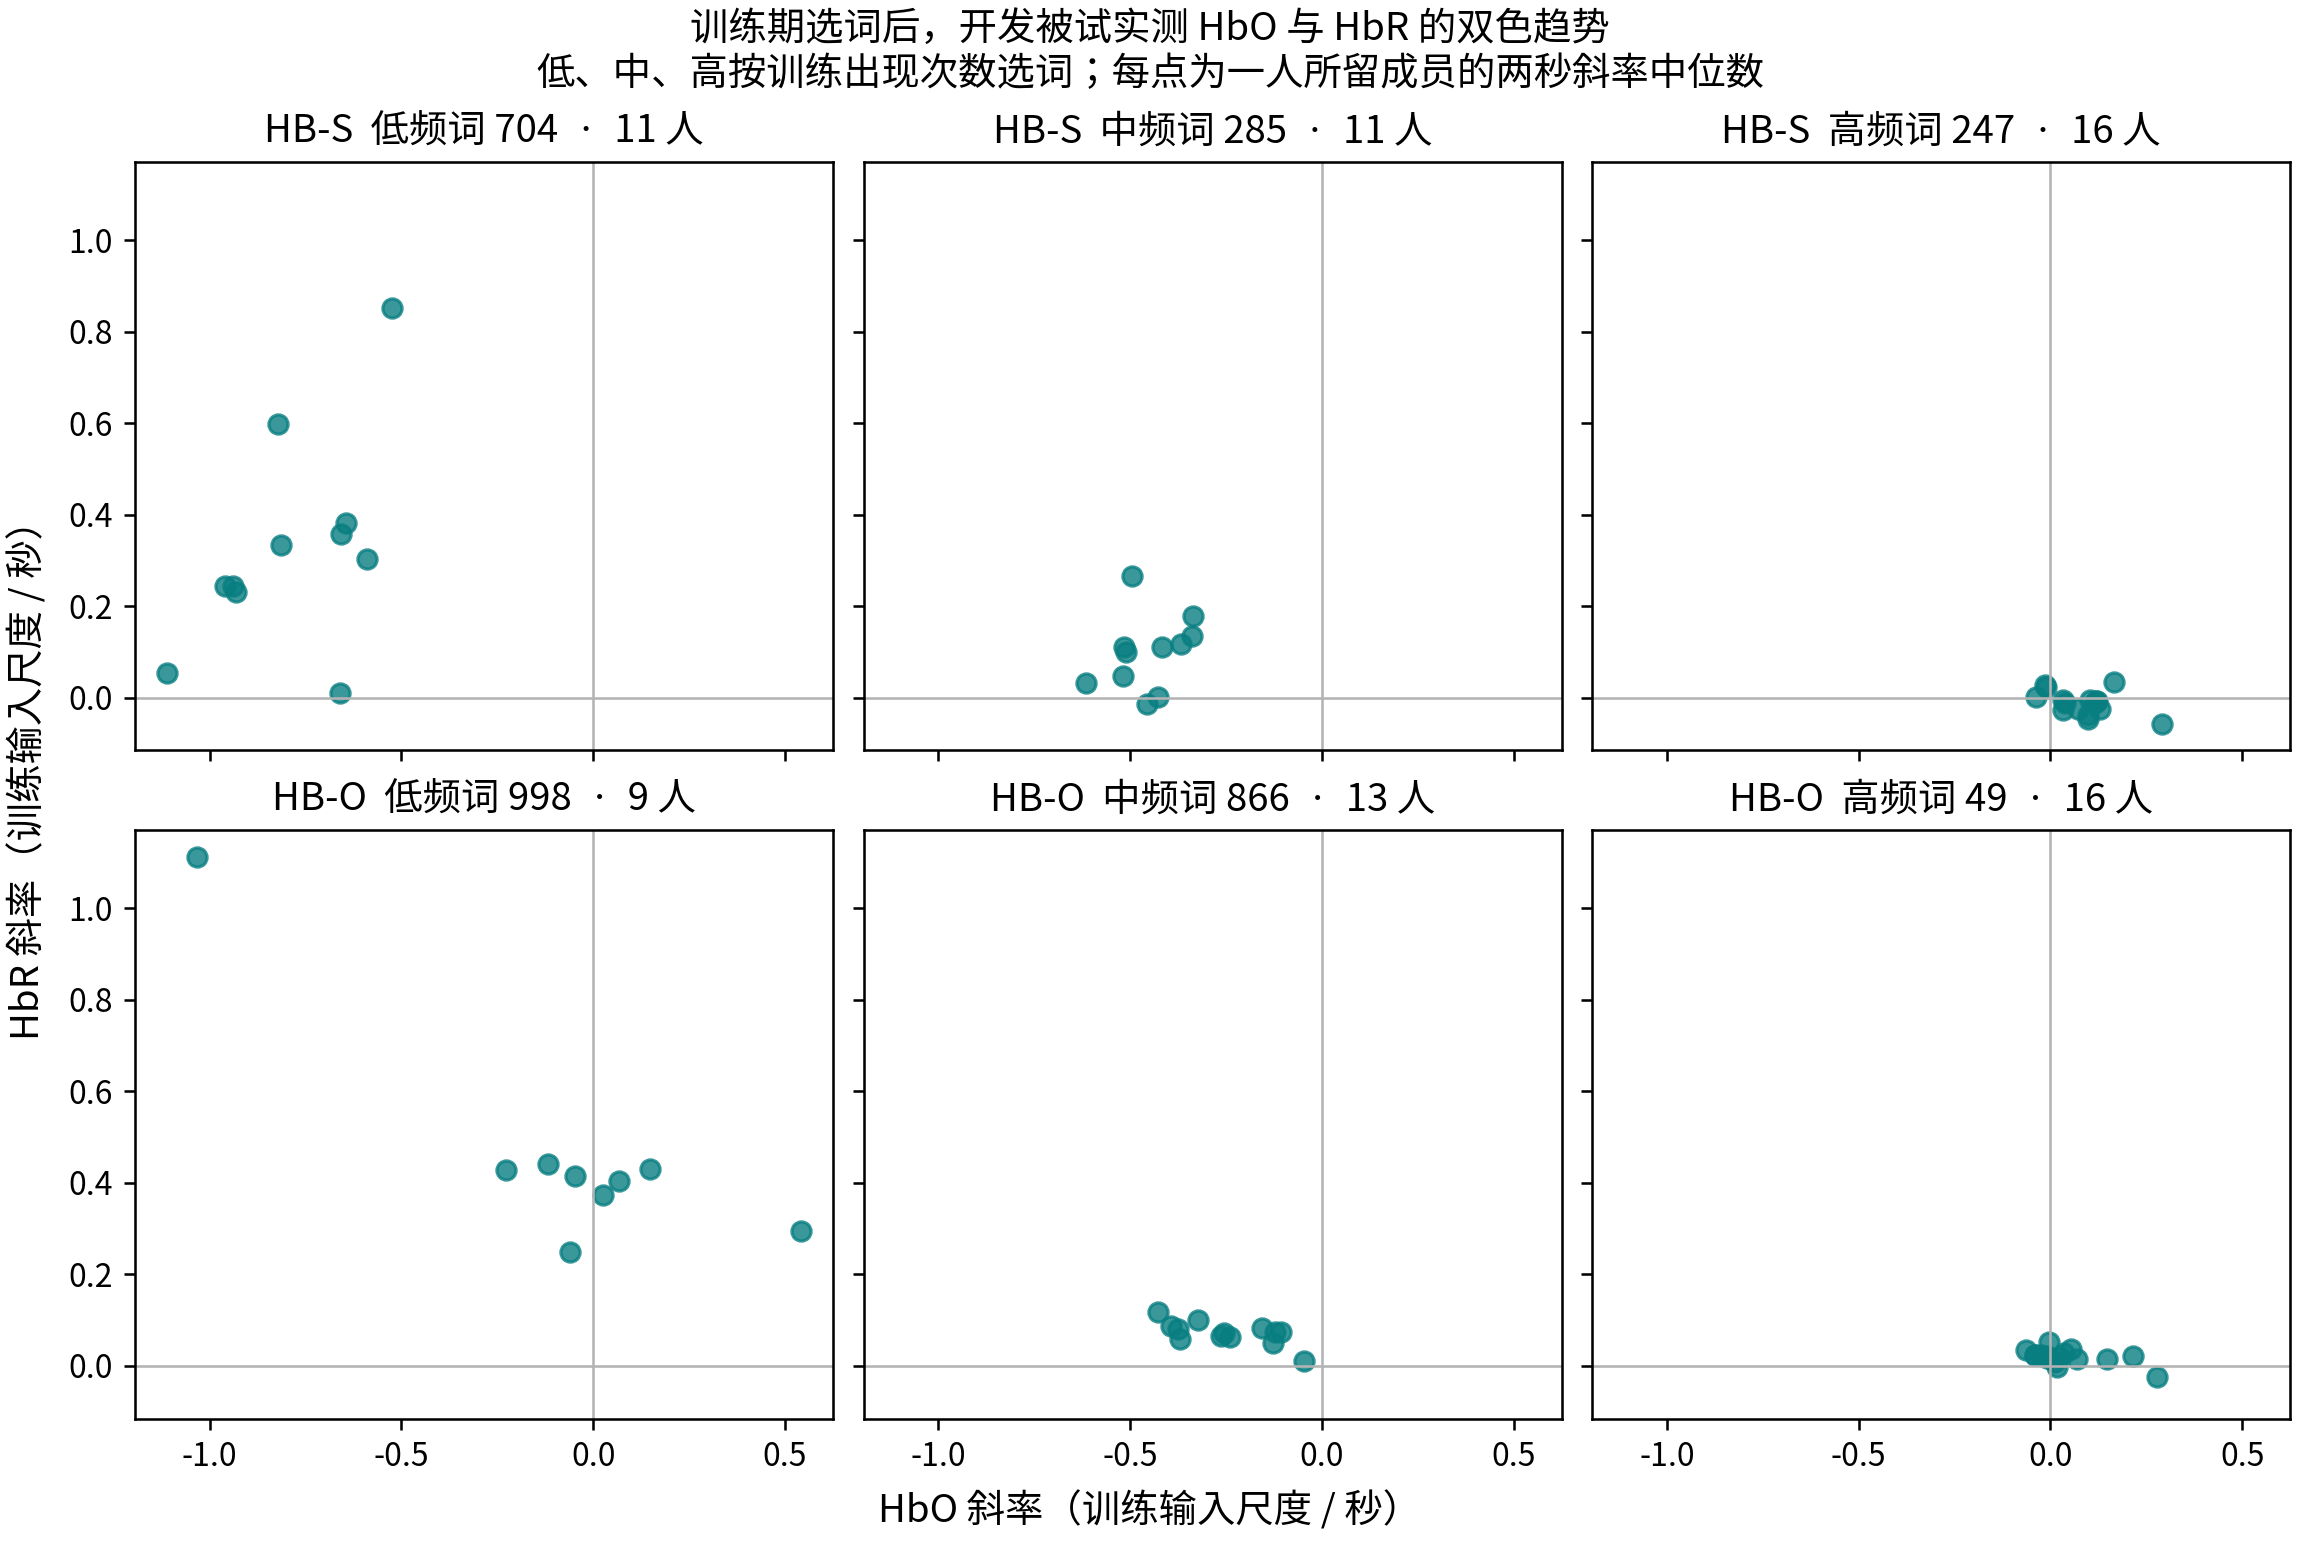 训练期选词后，开发被试实测 HbO 与 HbR 的双色趋势
低、中、高按训练出现次数选词；每点为一人所留成员的两秒斜率中位数
HB-S 低频词 704 · 11 人
HB-S 中频词 285 · 11 人
HB-S 高频词 247 · 16 人
1.0
0.8
0.6
0.4
0.2
0.0
HbR 斜率（训练输入尺度 / 秒）
HB-O 低频词 998 · 9 人
HB-O 中频词 866 · 13 人
HB-O 高频词 49 · 16 人
1.0
0.8
0.6
0.4
0.2
0.0
-1.0 -0.5 0.0 0.5
-1.0 -0.5 0.0 0.5
-1.0 -0.5 0.0 0.5
HbO 斜率（训练输入尺度 / 秒）